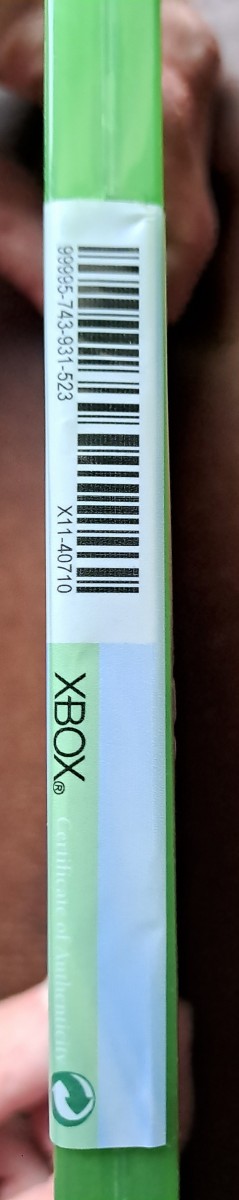 99995-743-931-523
X11-40710
XBOX®
Certificate of Authenticity